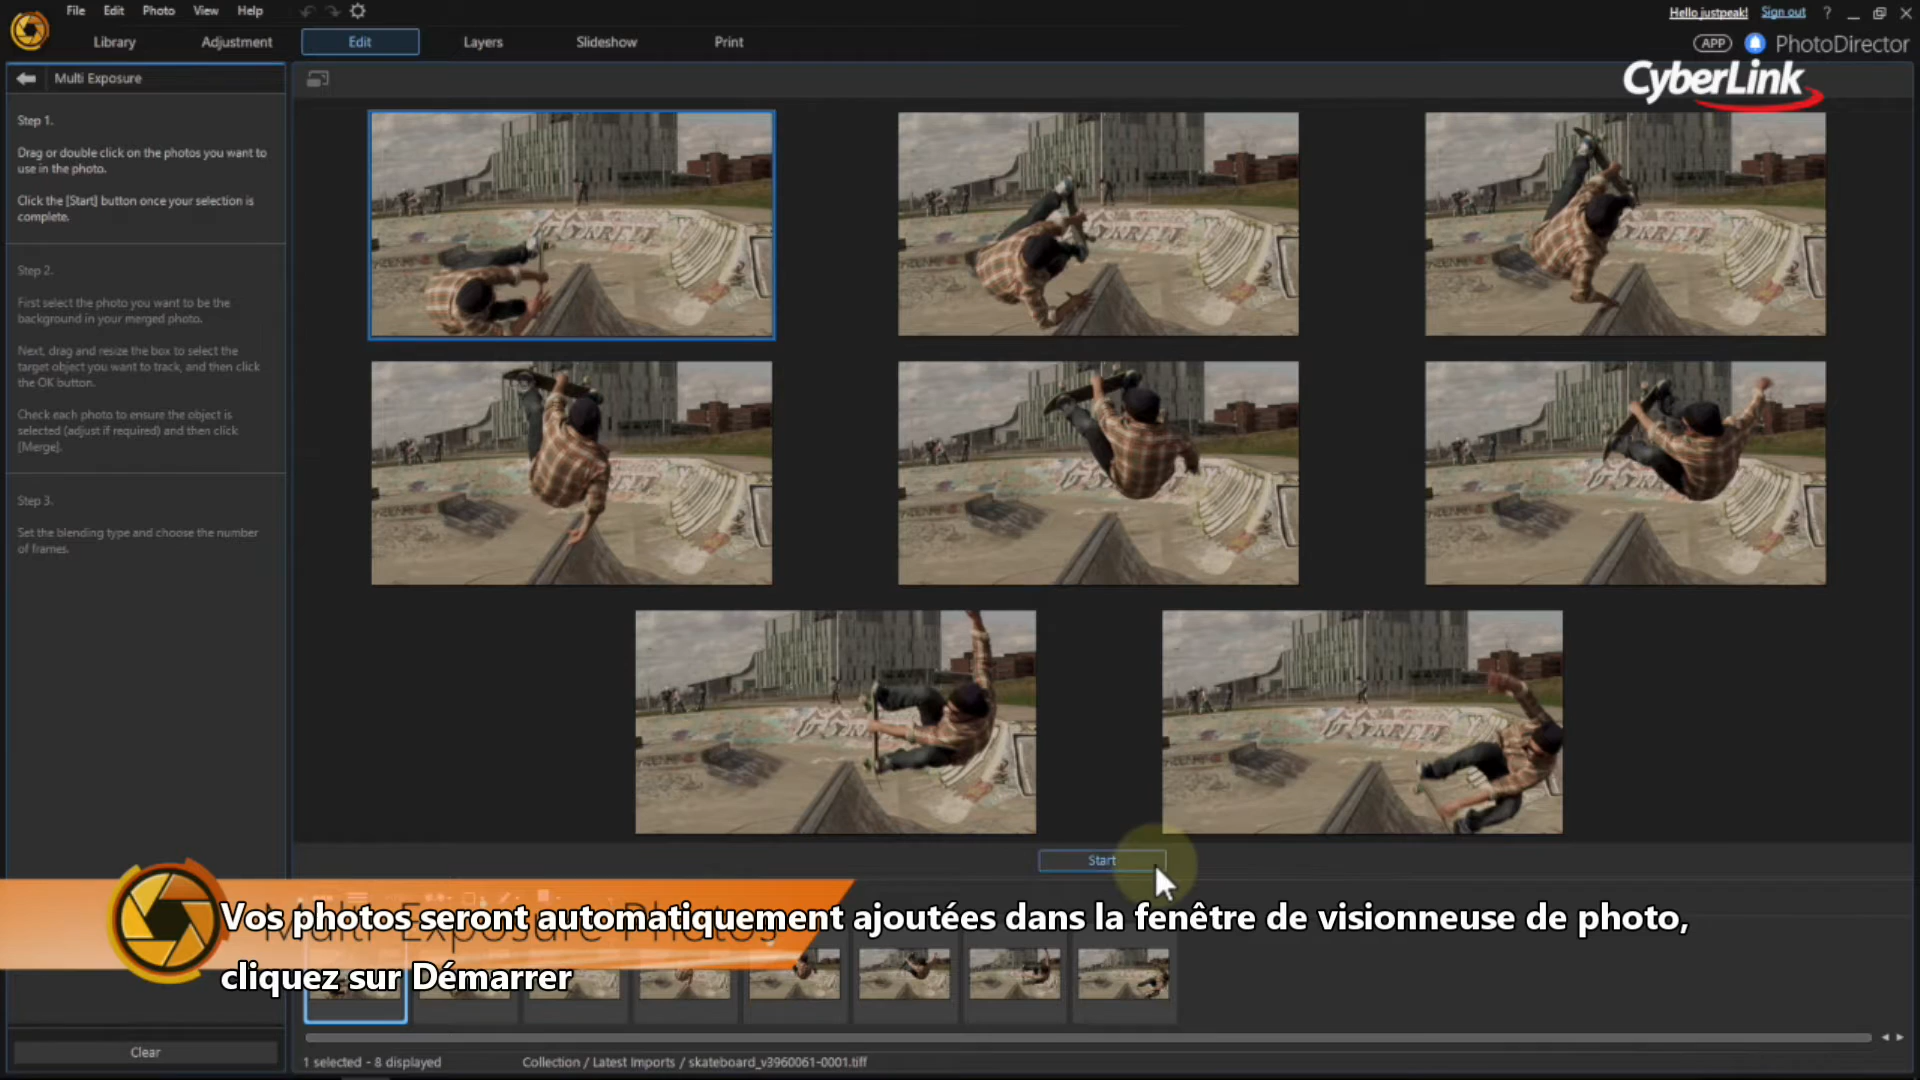 File Edit Photo View Help
Hello justpeak! Sign out ?
Library Adjustment Edit Layers Slideshow Print
APP PhotoDirector
CyberLink
Multi Exposure
Step 1.
Drag or double click on the photos you want to
use in the photo.
Click the [Start] button once your selection is
complete.
Step 2.
First select the photo you want to be the
background in your merged photo.
Next, drag and resize the box to select the
target object you want to track, and then click
the OK button.
Check each photo to ensure the object is
selected (adjust if required) and then click
[Merge].
Step 3.
Set the blending type and choose the number
of frames.
Start
Multi-Exposure Photos
Vos photos seront automatiquement ajoutées dans la fenêtre de visionneuse de photo,
cliquez sur Démarrer
Clear
1 selected - 8 displayed
Collection / Latest Imports / skateboard_v3960061-0001.tiff